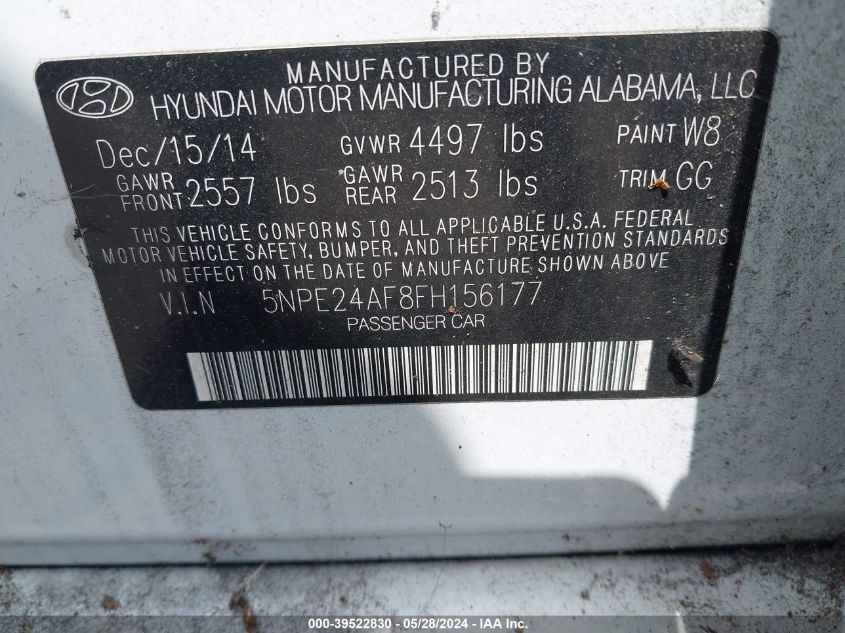 MANUFACTURED BY
HYUNDAI MOTOR MANUFACTURING ALABAMA, LLC
Dec/15/14 GVWR 4497 lbs PAINT W8
GAWR FRONT 2557 lbs GAWR REAR 2513 lbs TRIM GG
THIS VEHICLE CONFORMS TO ALL APPLICABLE U.S.A. FEDERAL
MOTOR VEHICLE SAFETY, BUMPER, AND THEFT PREVENTION STANDARDS
IN EFFECT ON THE DATE OF MANUFACTURE SHOWN ABOVE
V.I.N 5NPE24AF8FH156177
PASSENGER CAR
000-39522830 - 05/28/2024 - IAA, Inc.